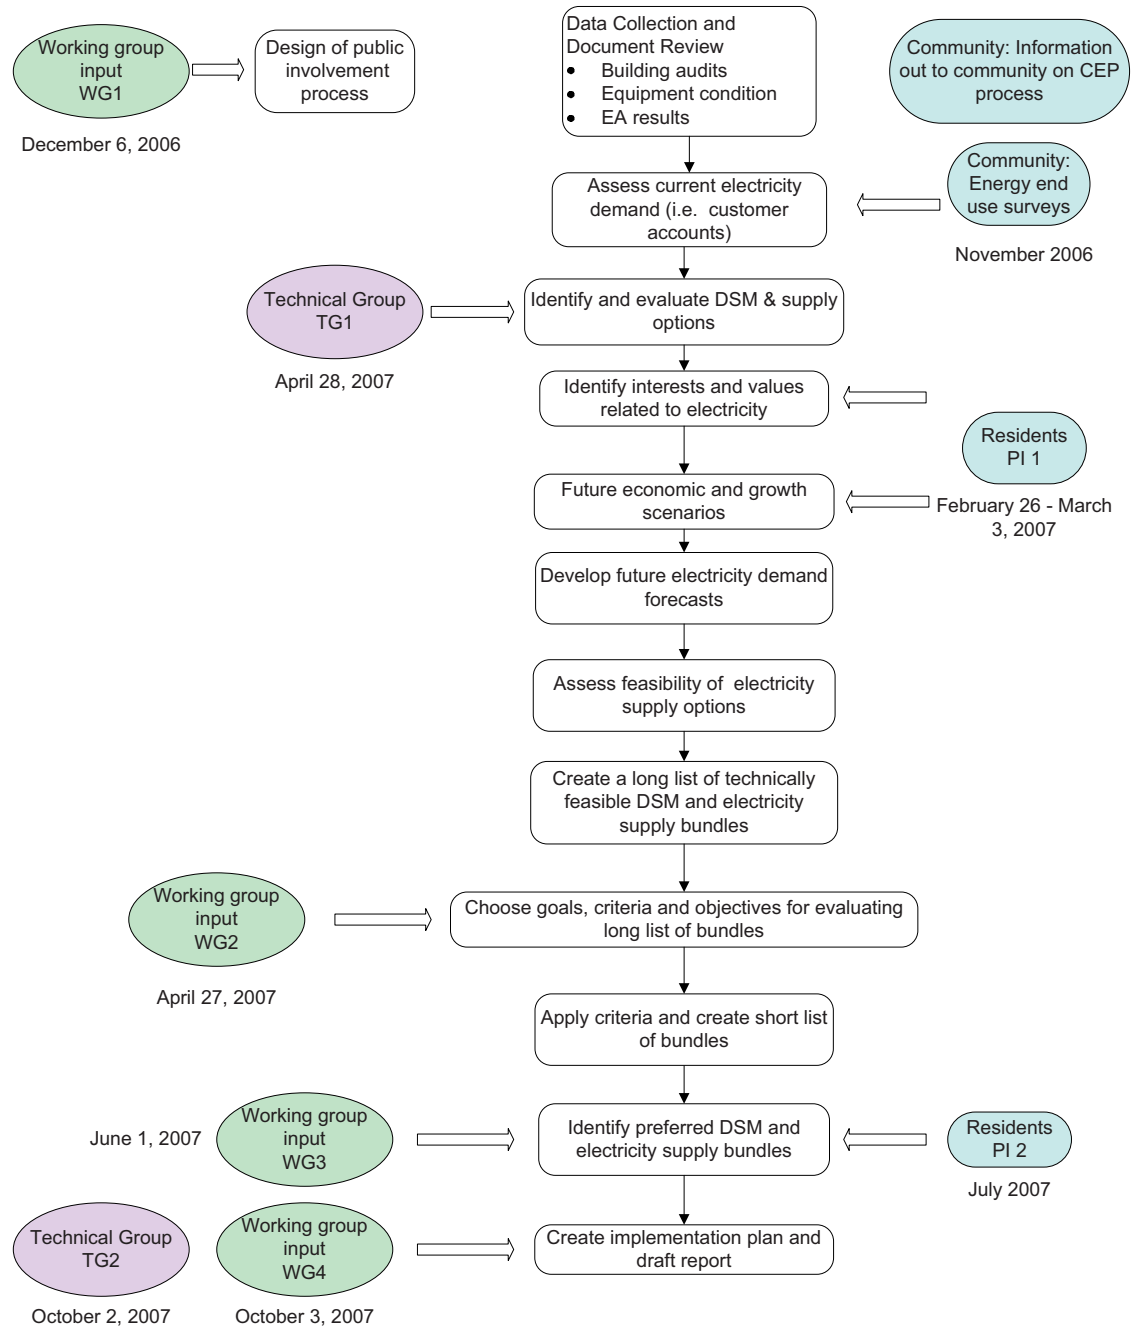 Working group
input
WG1
December 6, 2006
Design of public
involvement
process
Data Collection and
Document Review
• Building audits
• Equipment condition
• EA results
Community: Information
out to community on CEP
process
Assess current electricity
demand (i.e. customer
accounts)
Community:
Energy end
use surveys
November 2006
Technical Group
TG1
April 28, 2007
Identify and evaluate DSM & supply
options
Identify interests and values
related to electricity
Residents
PI 1
February 26 - March
3, 2007
Future economic and growth
scenarios
Develop future electricity demand
forecasts
Assess feasibility of electricity
supply options
Create a long list of technically
feasible DSM and electricity
supply bundles
Working group
input
WG2
April 27, 2007
Choose goals, criteria and objectives for evaluating
long list of bundles
Apply criteria and create short list
of bundles
June 1, 2007
Working group
input
WG3
Identify preferred DSM and
electricity supply bundles
Residents
PI 2
July 2007
Technical Group
TG2
October 2, 2007
Working group
input
WG4
October 3, 2007
Create implementation plan and
draft report